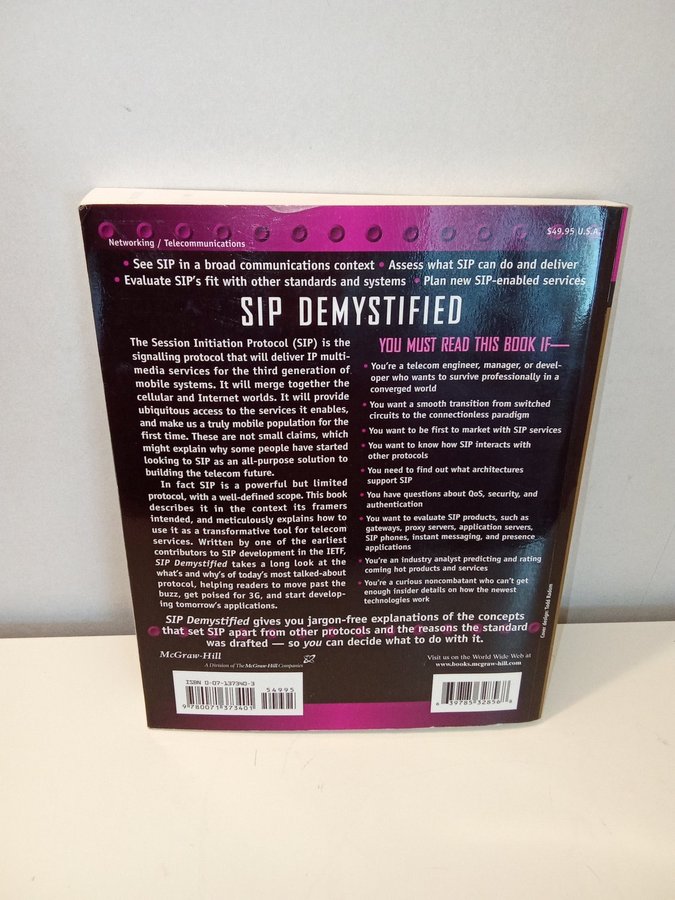 Networking / Telecommunications
$49.95 U.S.A.
• See SIP in a broad communications context • Assess what SIP can do and deliver
• Evaluate SIP's fit with other standards and systems • Plan new SIP-enabled services
SIP DEMYSTIFIED
The Session Initiation Protocol (SIP) is the
signalling protocol that will deliver IP multi-
media services for the third generation of
mobile systems. It will merge together the
cellular and Internet worlds. It will provide
ubiquitous access to the services it enables,
and make us a truly mobile population for the
first time. These are not small claims, which
might explain why some people have started
looking to SIP as an all-purpose solution to
building the telecom future.
In fact SIP is a powerful but limited
protocol, with a well-defined scope. This book
describes it in the context its framers
intended, and meticulously explains how to
use it as a transformative tool for telecom
services. Written by one of the earliest
contributors to SIP development in the IETF,
SIP Demystified takes a long look at the
what's and why's of today's most talked-about
protocol, helping readers to move past the
buzz, get poised for 3G, and start develop-
ing tomorrow's applications.
YOU MUST READ THIS BOOK IF—
• You're a telecom engineer, manager, or devel-
oper who wants to survive professionally in a
converged world
• You want a smooth transition from switched
circuits to the connectionless paradigm
• You want to be first to market with SIP services
• You want to know how SIP interacts with
other protocols
• You need to find out what architectures
support SIP
• You have questions about QoS, security, and
authentication
• You want to evaluate SIP products, such as
gateways, proxy servers, application servers,
SIP phones, instant messaging, and presence
applications
• You're an industry analyst predicting and rating
coming hot products and services
• You're a curious noncombatant who can't get
enough insider details on how the newest
technologies work
Cover design: Todd Radom
SIP Demystified gives you jargon-free explanations of the concepts
that set SIP apart from other protocols and the reasons the standard
was drafted — so you can decide what to do with it.
McGraw-Hill
A Division of The McGraw-Hill Companies
Visit us on the World Wide Web at
www.books.mcgraw-hill.com
ISBN 0-07-137340-3
54995
9 780071 373401
6 39785 32856 8